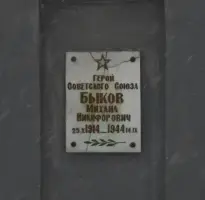 Герой
Советского Союза
БЫКОВ
Михаил
Никифорович
1914 1944